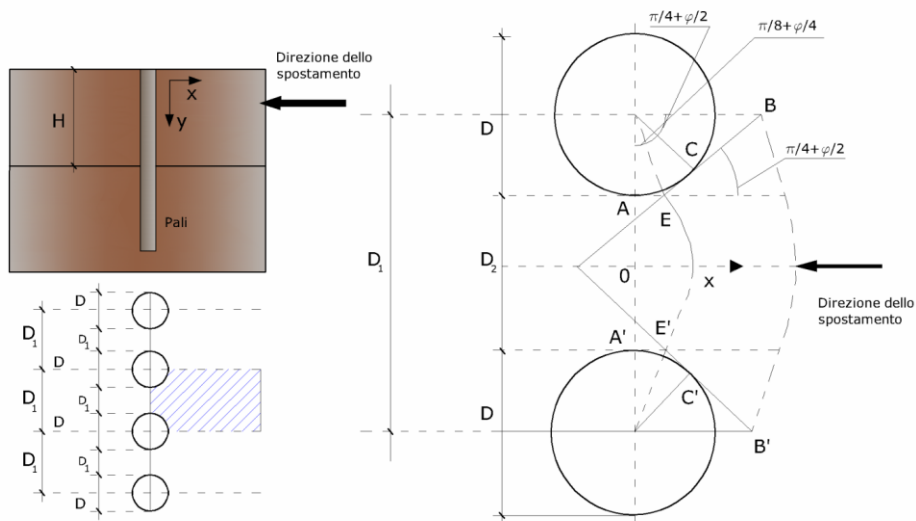 Direzione dello
spostamento
H
x
y
Pali
D
D1
D
D1
D1
D
D1
D
D1
D1
D
π/4+φ/2
π/8+φ/4
D
B
C
π/4+φ/2
A
E
D1
D2
0
x
Direzione dello
spostamento
E'
A'
C'
D
B'